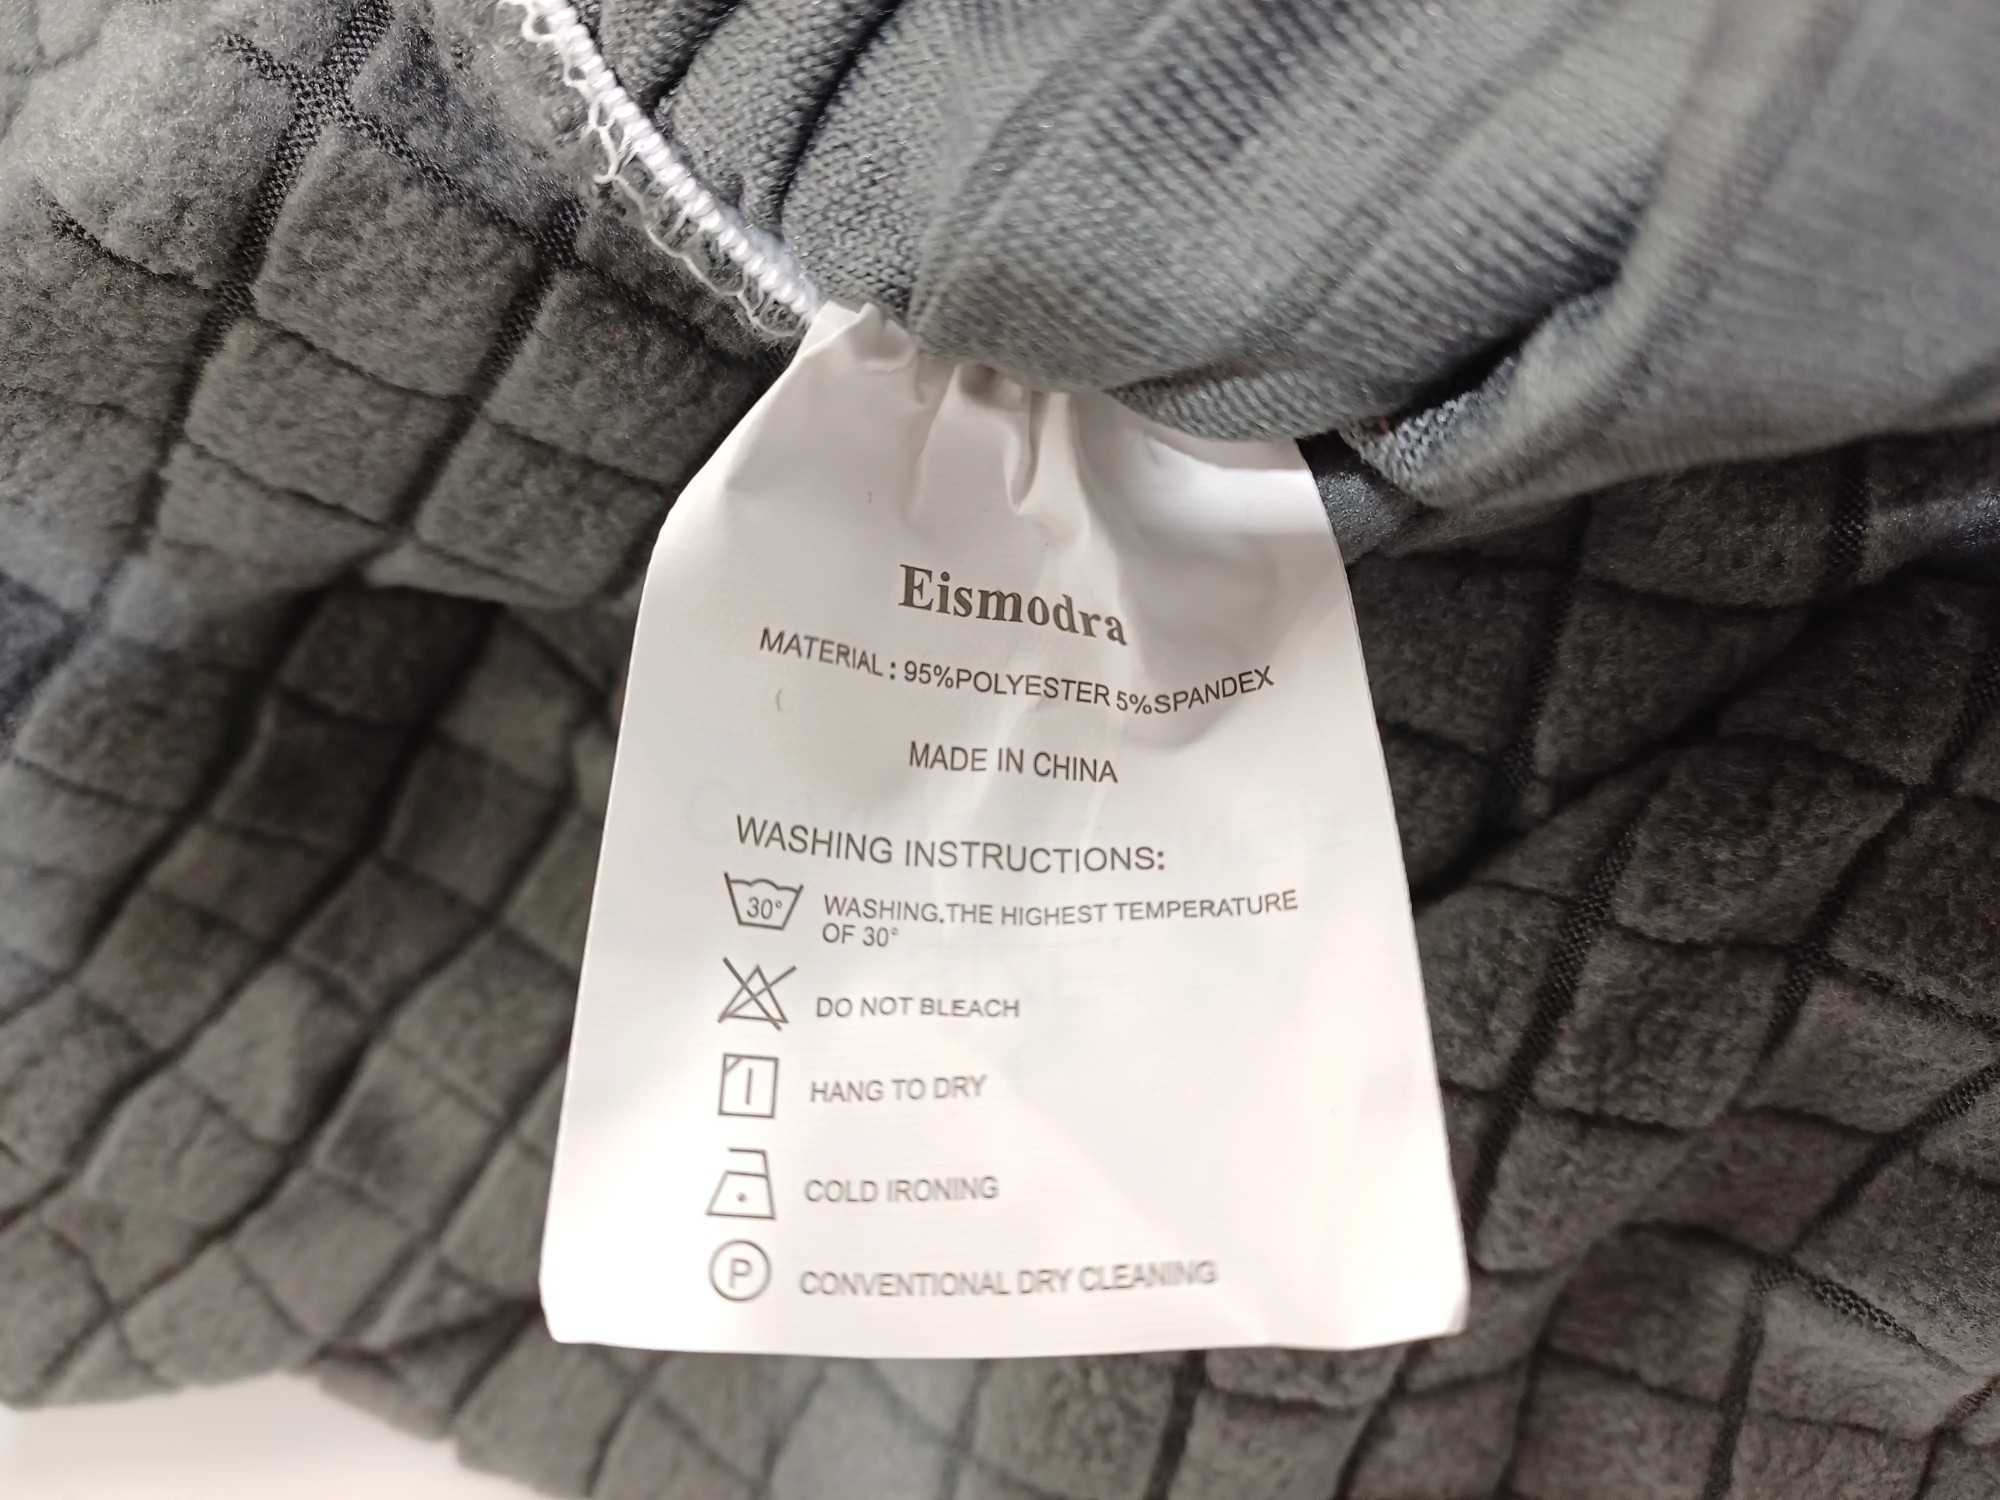 Eismodra
MATERIAL: 95%POLYESTER 5%SPANDEX
MADE IN CHINA
WASHING INSTRUCTIONS:
30° WASHING.THE HIGHEST TEMPERATURE
OF 30°
DO NOT BLEACH
HANG TO DRY
COLD IRONING
P CONVENTIONAL DRY CLEANING